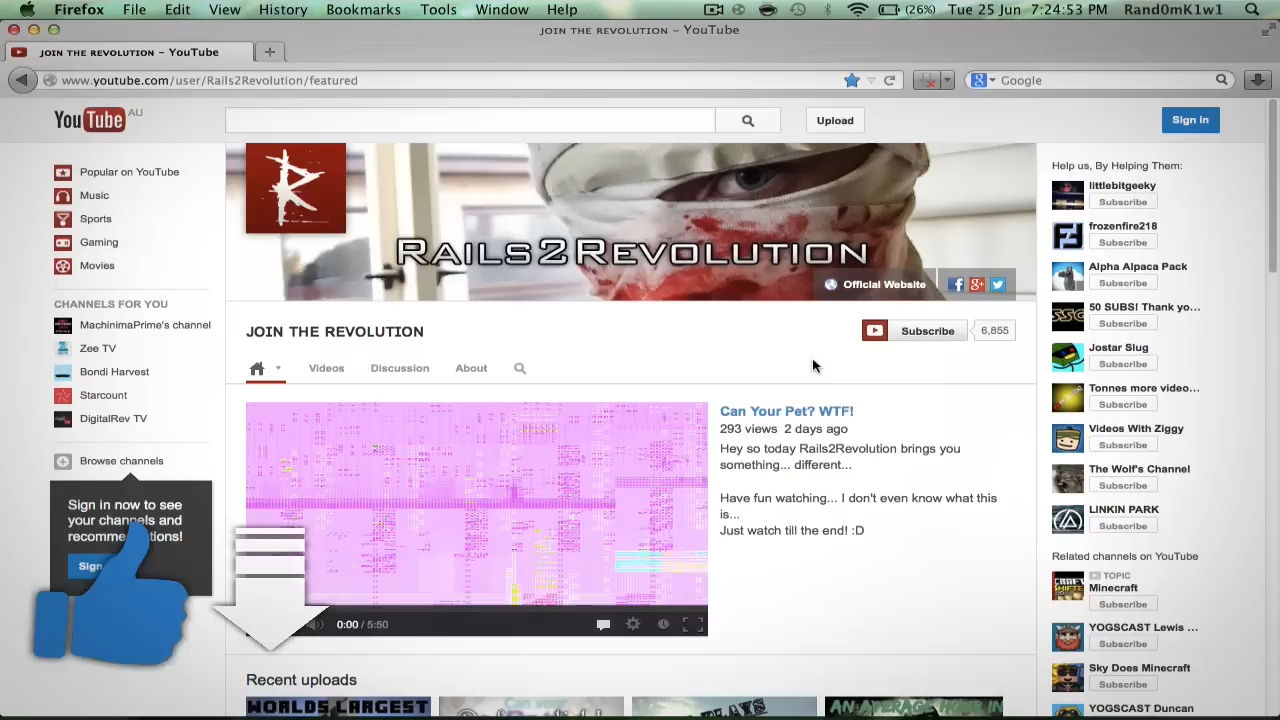 Firefox File Edit View History Bookmarks Tools Window Help (26%) Tue 25 Jun 7:24:53 PM Rand0mK1w1
JOIN THE REVOLUTION – YouTube
JOIN THE REVOLUTION – YouTube
www.youtube.com/user/Rails2Revolution/featured
Google
YouTube AU
Upload
Sign in
Popular on YouTube
Music
Sports
Gaming
Movies
CHANNELS FOR YOU
MachinimaPrime's channel
Zee TV
Bondi Harvest
Starcount
DigitalRev TV
Browse channels
Sign in now to see
your channels and
recommendations!
Sign
R
RAILS2REVOLUTION
Official Website
JOIN THE REVOLUTION
Subscribe 6,855
Videos Discussion About
0:00 / 5:50
Can Your Pet? WTF!
293 views 2 days ago
Hey so today Rails2Revolution brings you
something... different...
Have fun watching... I don't even know what this
is...
Just watch till the end! :D
Recent uploads
WORLDS LARGEST
PLAYS
AN AVERAGE HOME IN
Help us, By Helping Them:
littlebitgeeky
Subscribe
frozenfire218
Subscribe
Alpha Alpaca Pack
Subscribe
50 SUBS! Thank yo...
Subscribe
Jostar Slug
Subscribe
Tonnes more video...
Subscribe
Videos With Ziggy
Subscribe
The Wolf's Channel
Subscribe
LINKIN PARK
Subscribe
Related channels on YouTube
TOPIC
Minecraft
Subscribe
YOGSCAST Lewis ...
Subscribe
Sky Does Minecraft
Subscribe
YOGSCAST Duncan